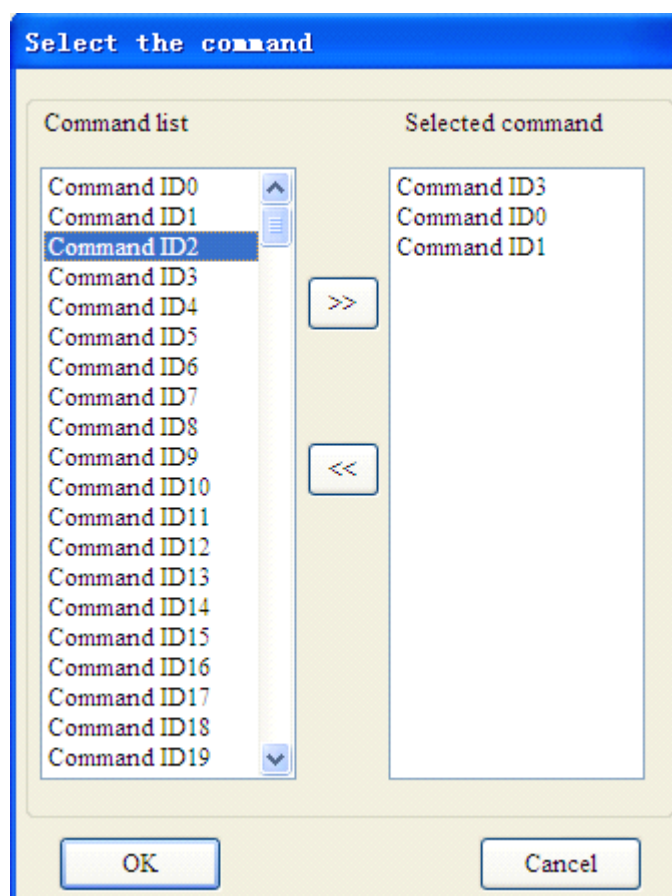 Select the command
Command list
Selected command
Command ID0
Command ID1
Command ID2
Command ID3
Command ID4
Command ID5
Command ID6
Command ID7
Command ID8
Command ID9
Command ID10
Command ID11
Command ID12
Command ID13
Command ID14
Command ID15
Command ID16
Command ID17
Command ID18
Command ID19
>>
<<
Command ID3
Command ID0
Command ID1
OK
Cancel